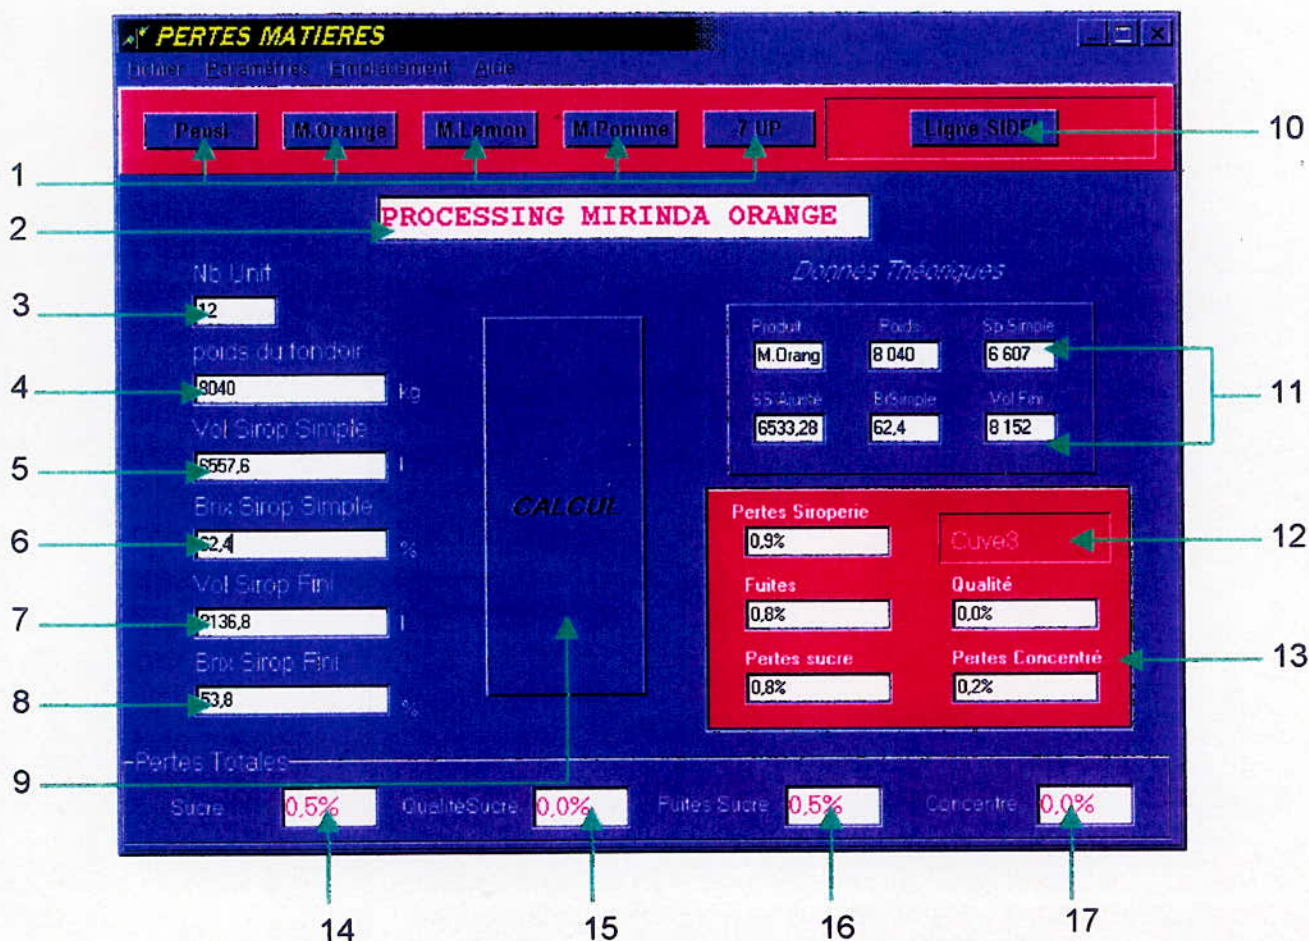 PERTES MATIERES
Fichier Paramètres Emplacement Aide
Pepsi M.Orange M.Lemon M.Pomme 7 UP Ligne SIDEL
10
1
PROCESSING MIRINDA ORANGE
2
Nb Unit
Donnes Théoriques
3
12
poids du fondoir
Produit Poids Sp Simple
M.Orang 8 040 6 607
4
8040 kg
11
SS Ajusté BrSimple Vol Fini
6533,28 62,4 8 152
Vol Sirop Simple
5
6557,6 l
CALCUL
Brix Sirop Simple
Pertes Siroperie
6
62,4 %
0,9% Cuve3
12
Vol Sirop Fini
Fuites Qualité
7
8136,8 l
0,8% 0,0%
Brix Sirop Fini
Pertes sucre Pertes Concentré
13
8
53,8 %
0,8% 0,2%
Pertes Totales
9
Sucre 0,5% QualitéSucre 0,0% Fuites Sucre 0,5% Concentre 0,0%
14 15 16 17